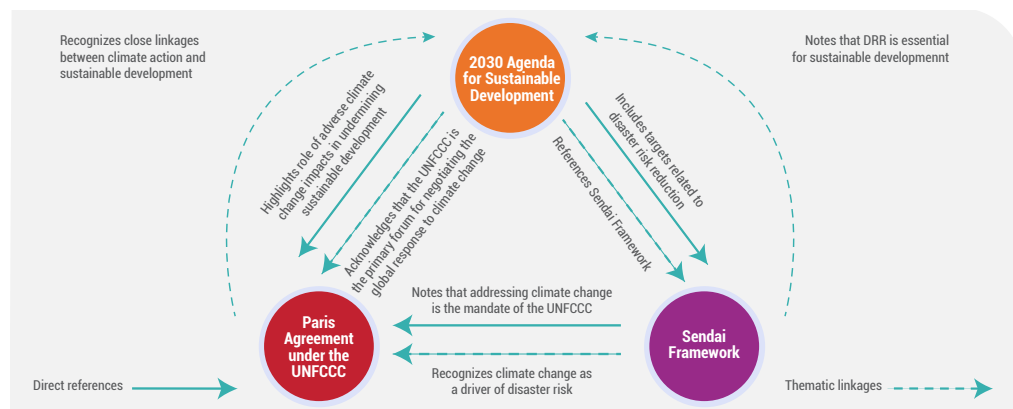 Recognizes close linkages
between climate action and
sustainable development
2030 Agenda
for Sustainable
Development
Notes that DRR is essential
for sustainable developmennt
Highlights role of adverse climate
change impacts in undermining
sustainable development
Acknowledges that the UNFCCC is
the primary forum for negotiating the
global response to climate change
References Sendai Framework
Includes targets related to
disaster risk reduction
Notes that addressing climate change
is the mandate of the UNFCCC
Paris
Agreement
under the
UNFCCC
Sendai
Framework
Recognizes climate change as
a driver of disaster risk
Direct references
Thematic linkages